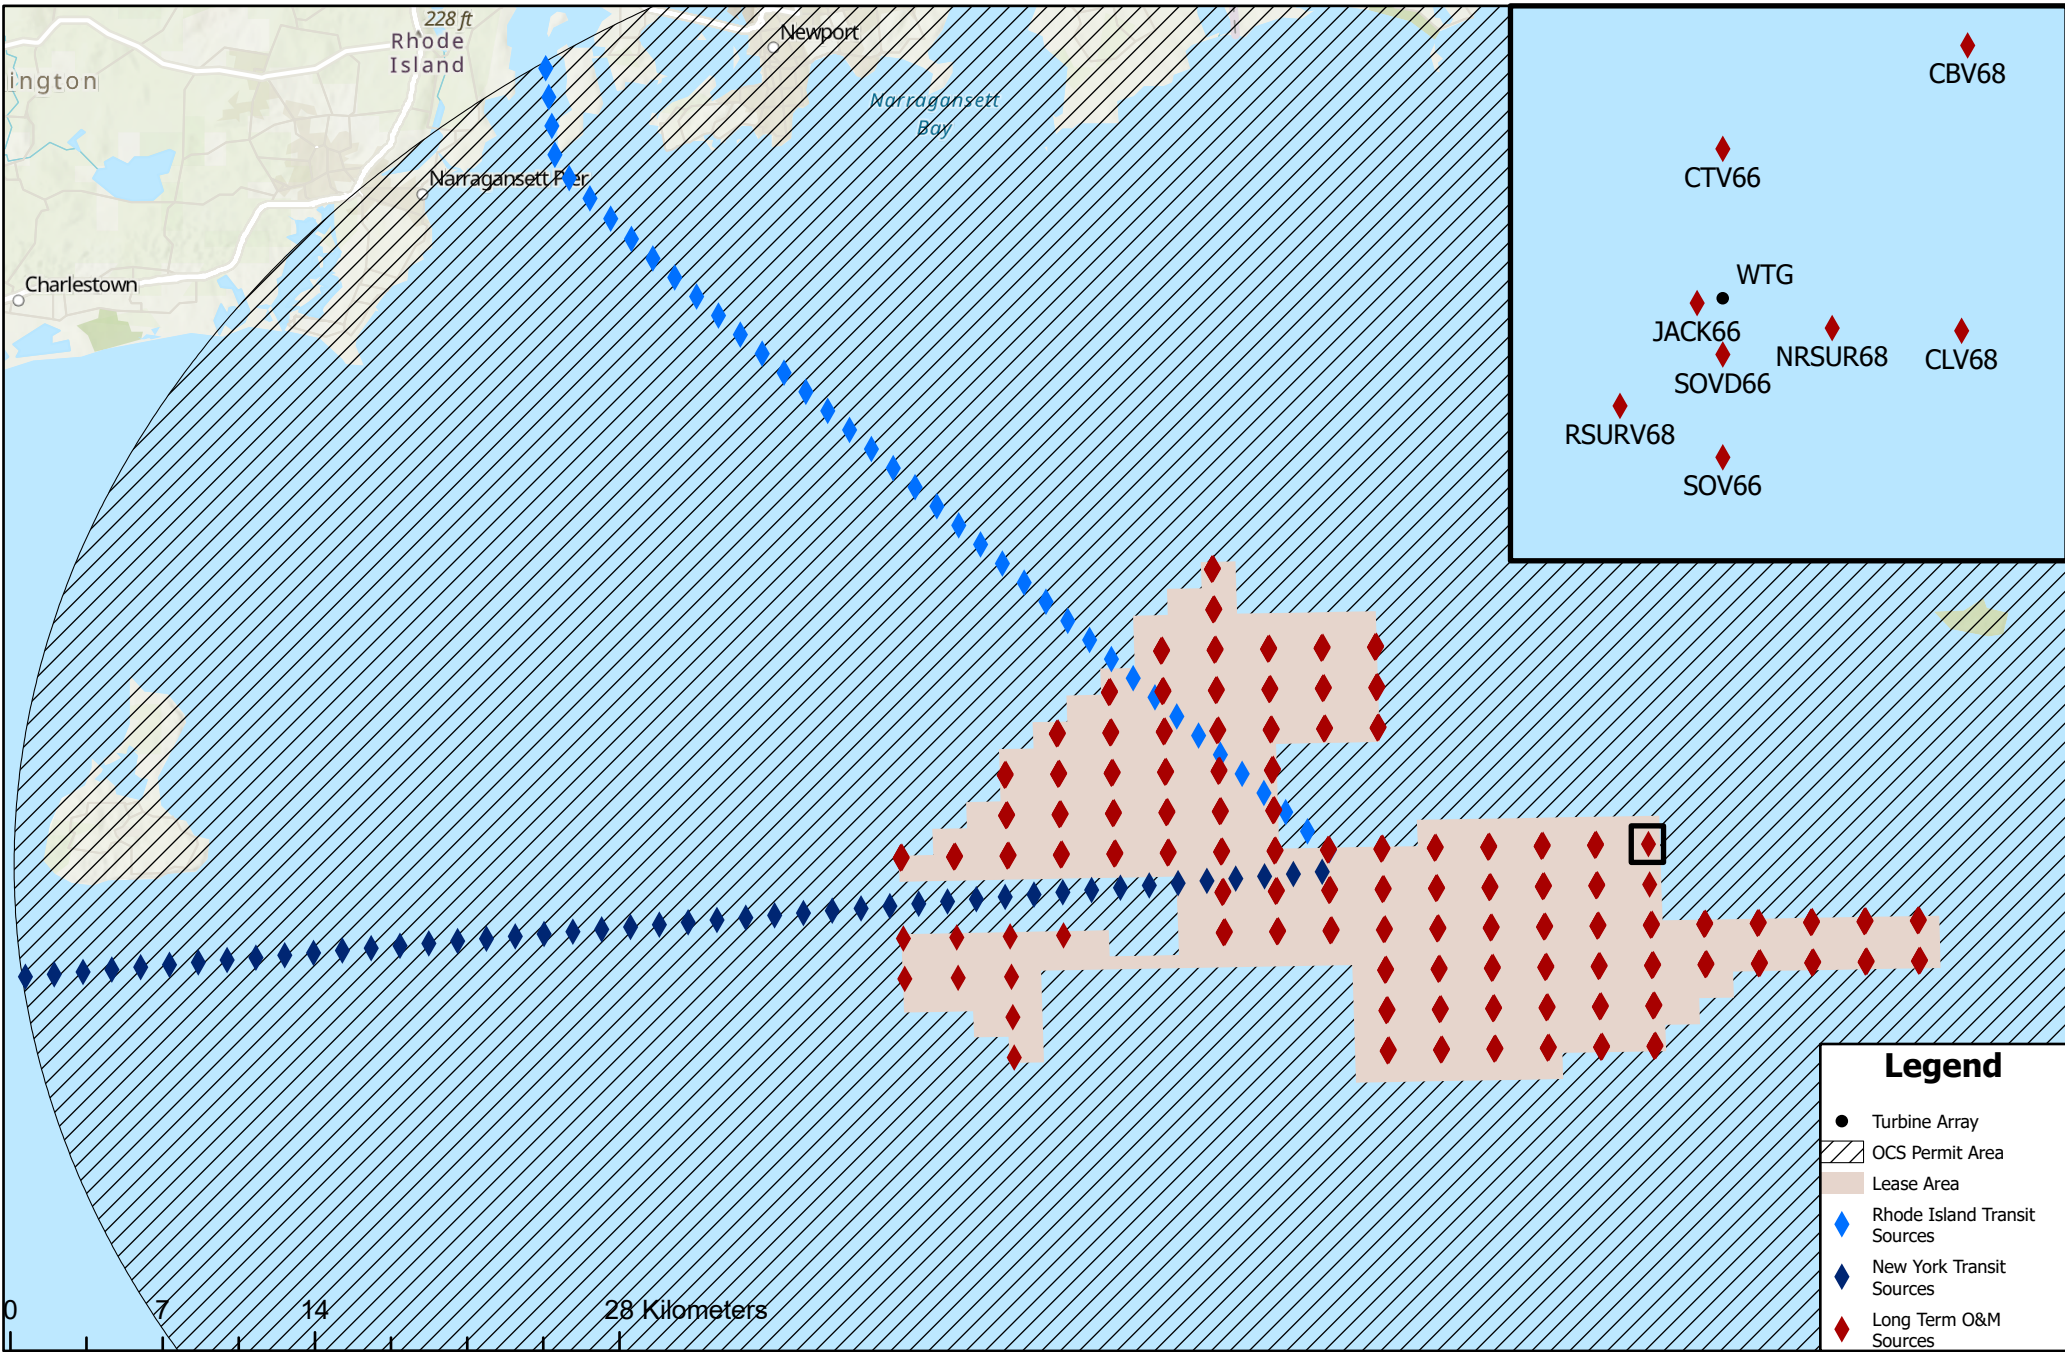 228 ft
Rhode
Island
ington
Newport
Narragansett
Bay
Narragansett Pier
Charlestown
CBV68
CTV66
WTG
JACK66
NRSUR68
CLV68
SOVD66
RSURV68
SOV66
Legend
Turbine Array
OCS Permit Area
Lease Area
Rhode Island Transit
Sources
New York Transit
Sources
Long Term O&M
Sources
0 7 14 28 Kilometers